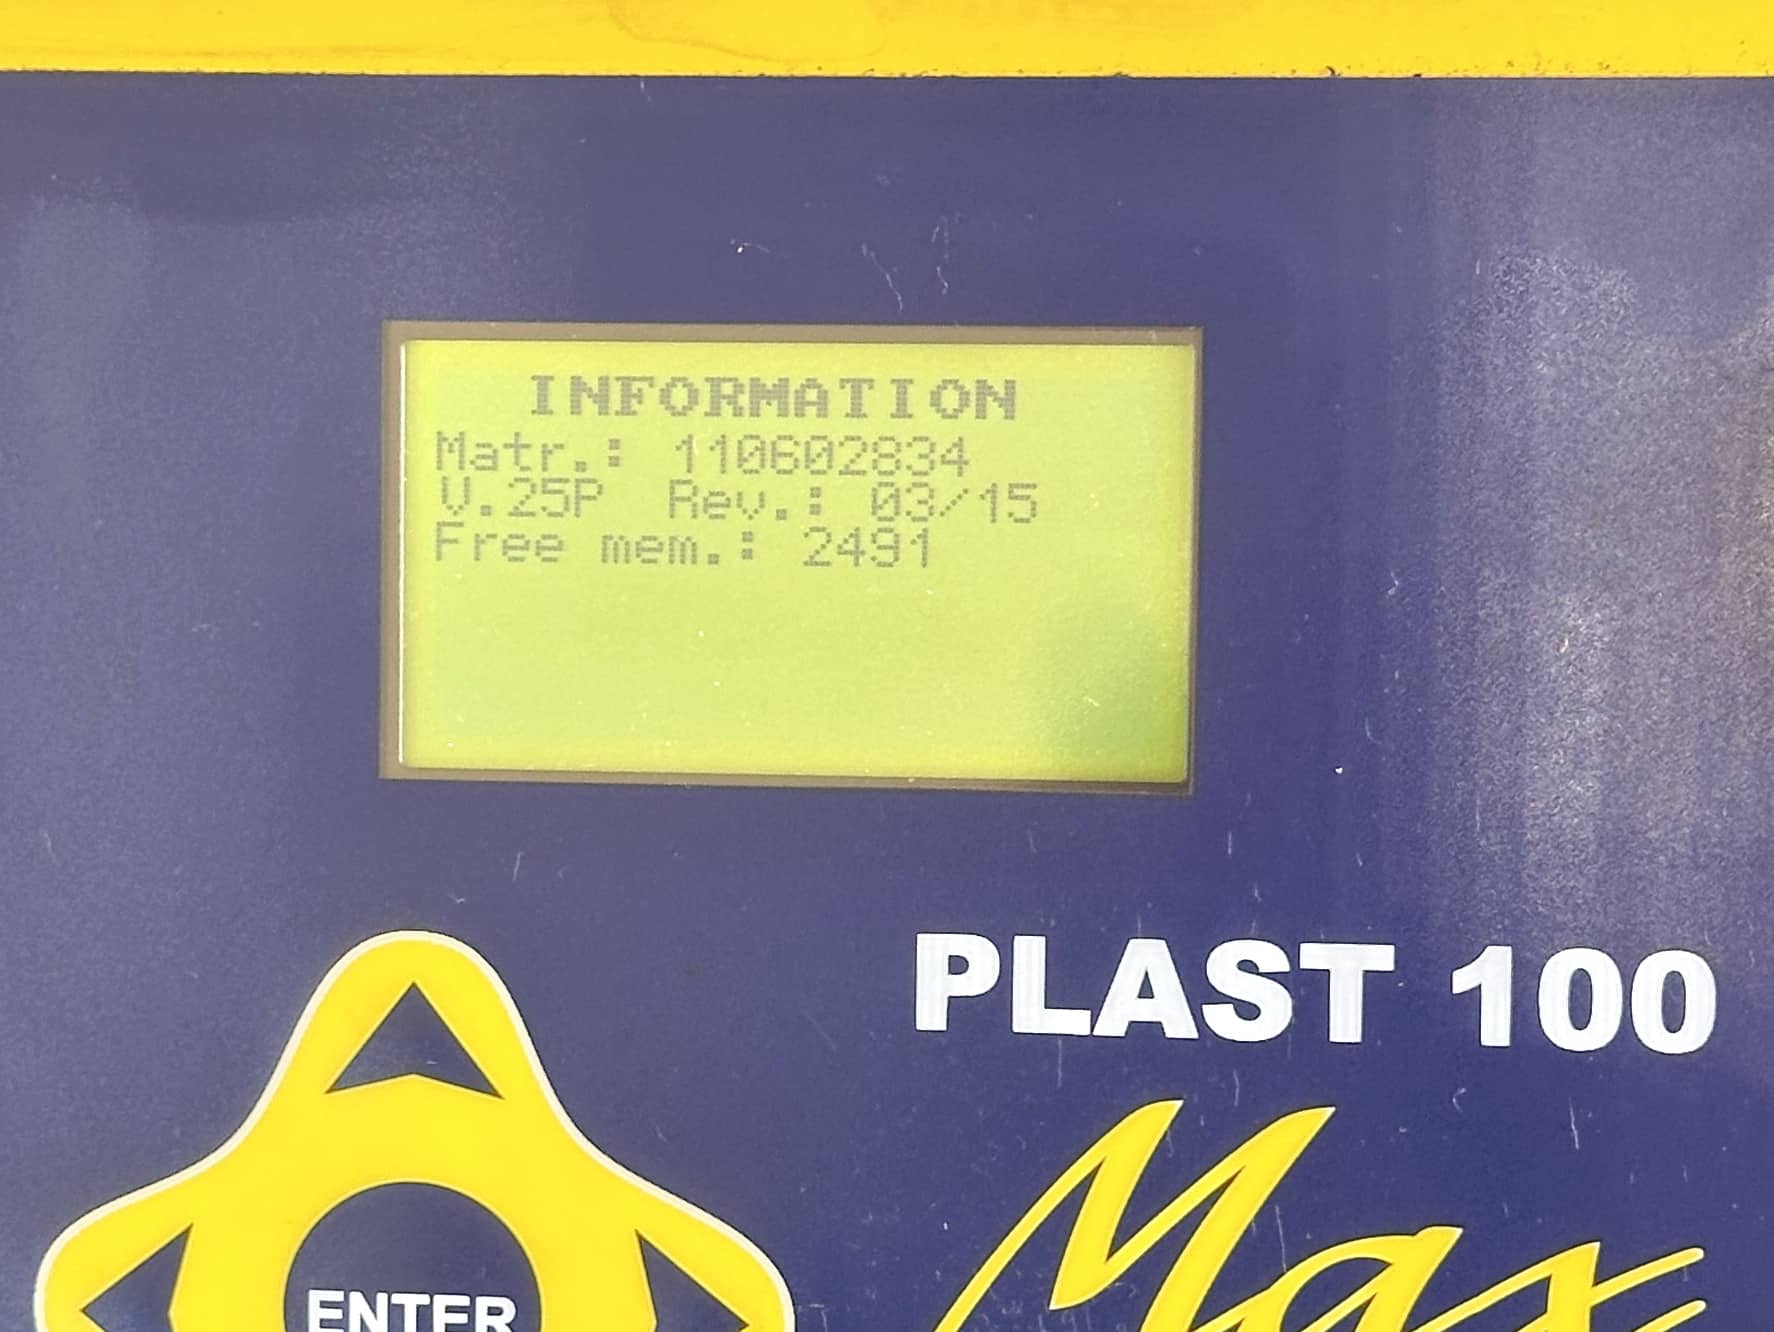 INFORMATION
Matr.: 110602834
V.25P Rev.: 03/15
Free mem.: 2491
PLAST 100
Max
ENTER